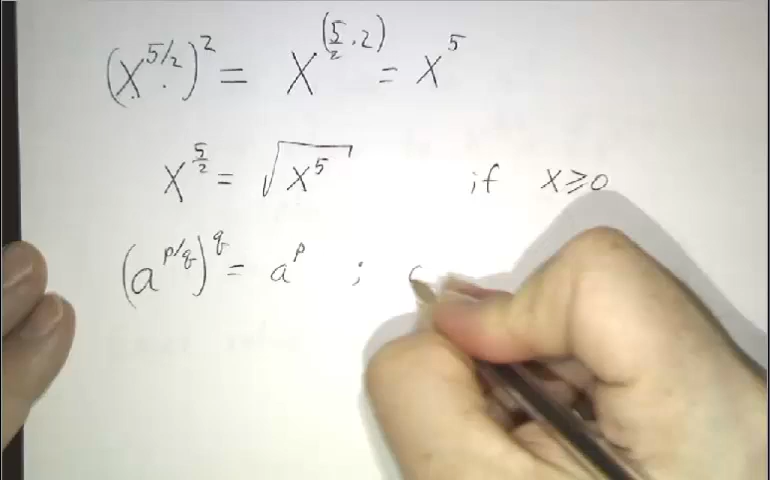 (x^{5/2})^2 = x^{(5/2 · 2)} = x^5
x^{5/2} = √x^5 if x ≥ 0
(a^{p/q})^q = a^p ;